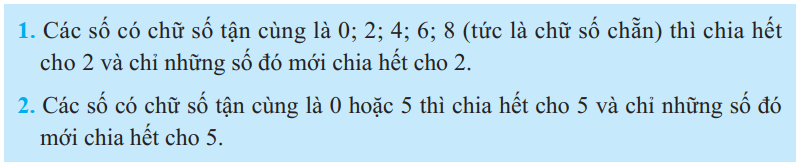 1. Các số có chữ số tận cùng là 0; 2; 4; 6; 8 (tức là chữ số chẵn) thì chia hết
cho 2 và chỉ những số đó mới chia hết cho 2.
2. Các số có chữ số tận cùng là 0 hoặc 5 thì chia hết cho 5 và chỉ những số đó
mới chia hết cho 5.